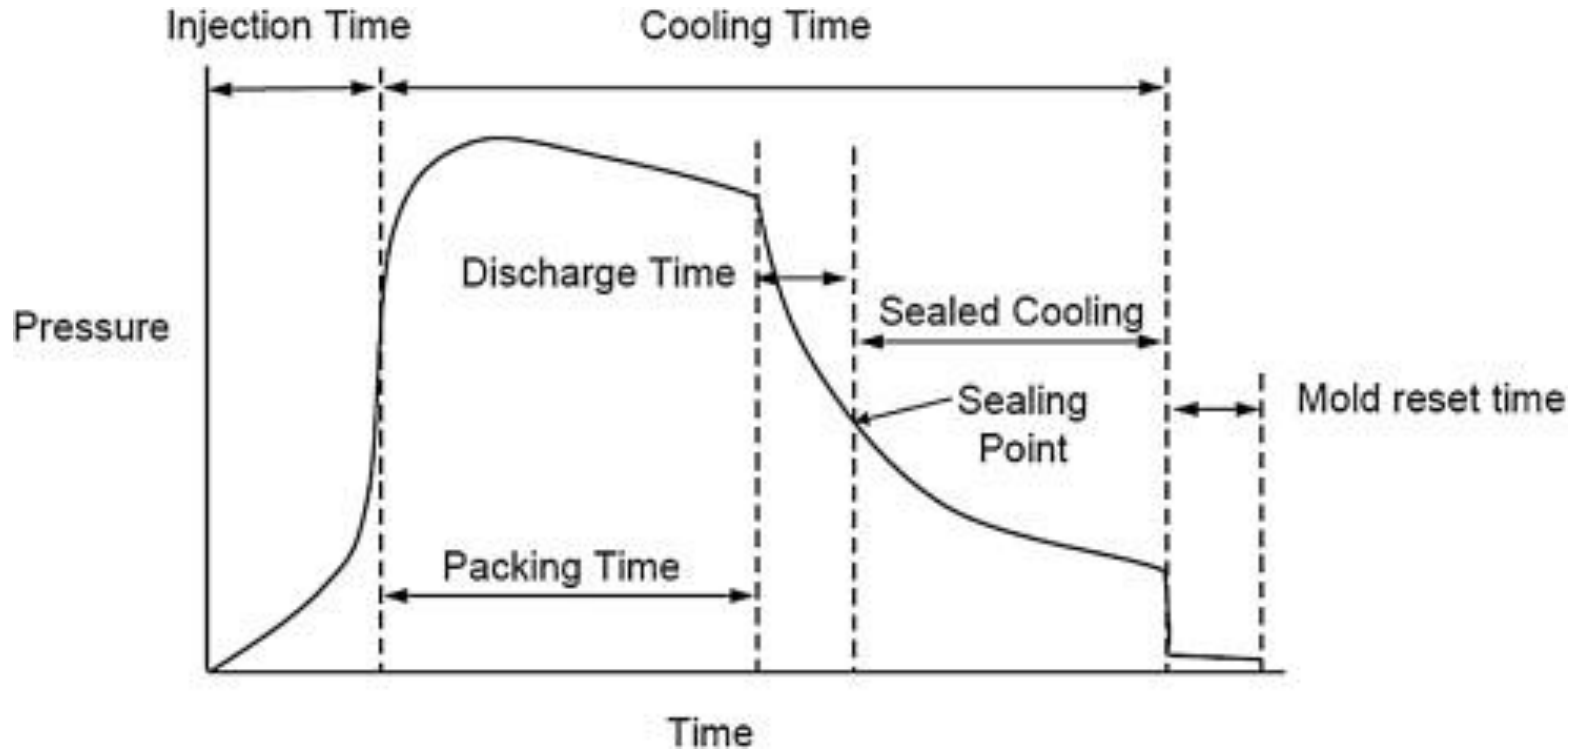 Injection Time
Cooling Time
Discharge Time
Sealed Cooling
Pressure
Sealing
Point
Mold reset time
Packing Time
Time